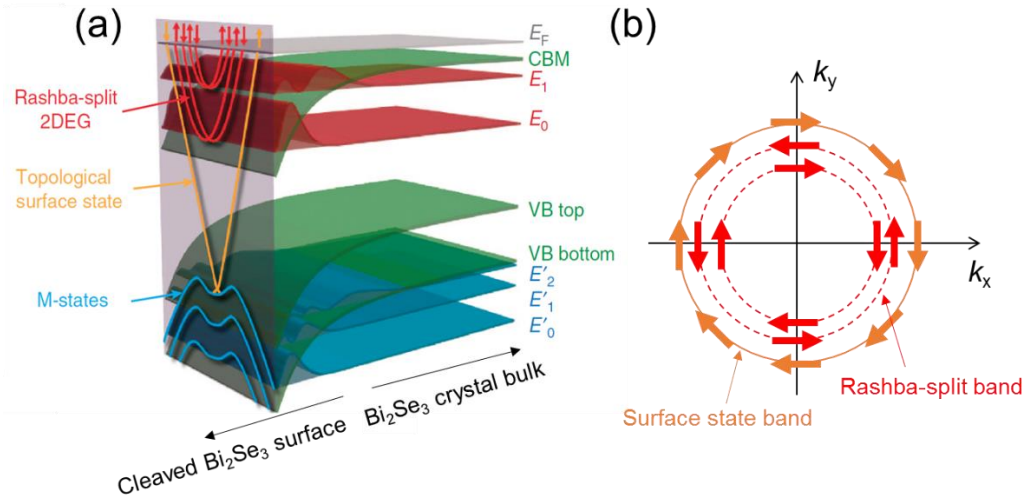 (a)
E_F
CBM
E_1
E_0
Rashba-split
2DEG
Topological
surface state
VB top
VB bottom
M-states
E'_2
E'_1
E'_0
Cleaved Bi₂Se₃ surface
Bi₂Se₃ crystal bulk
(b)
k_y
k_x
Rashba-split band
Surface state band